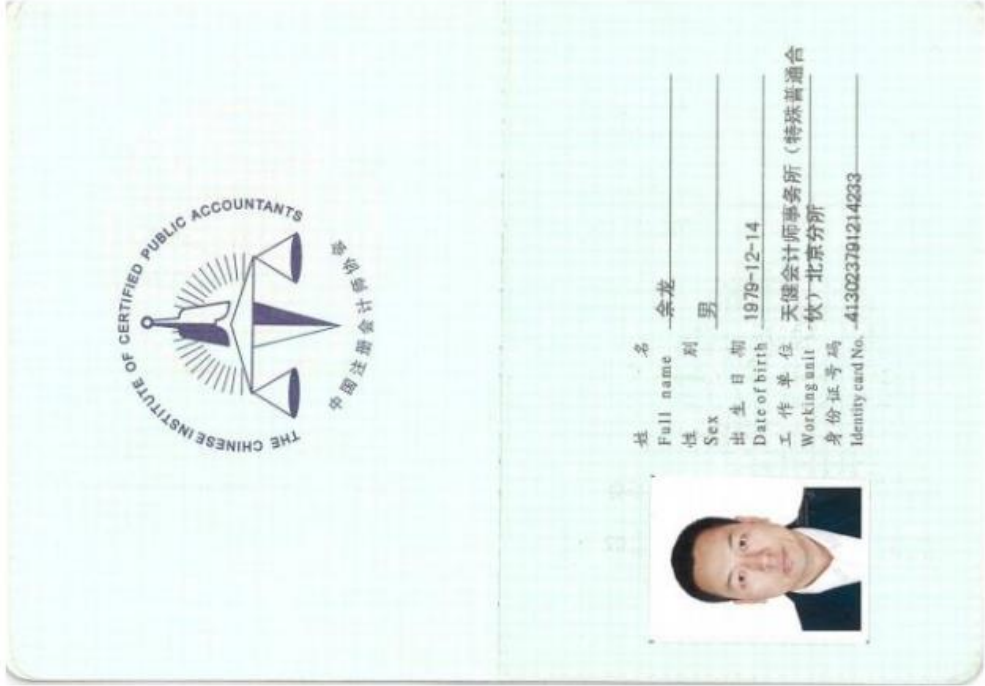 THE CHINESE INSTITUTE OF CERTIFIED PUBLIC ACCOUNTANTS
中国注册会计师协会
姓 名 余龙
Full name
性 别 男
Sex
出 生 日 期 1979-12-14
Date of birth
工 作 单 位 天健会计师事务所（特殊普通合
Working unit 伙）北京分所
身份证号码
Identity card No. 413023791214233